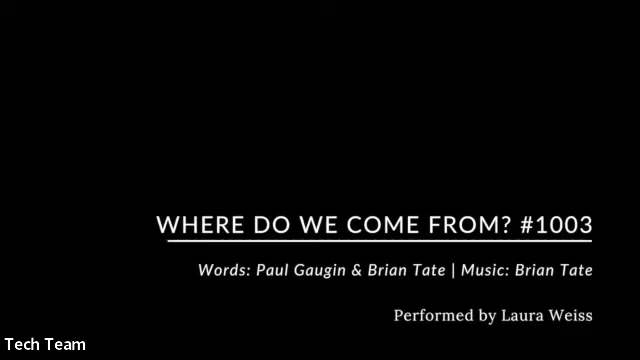 WHERE DO WE COME FROM? #1003
Words: Paul Gaugin & Brian Tate | Music: Brian Tate
Performed by Laura Weiss
Tech Team